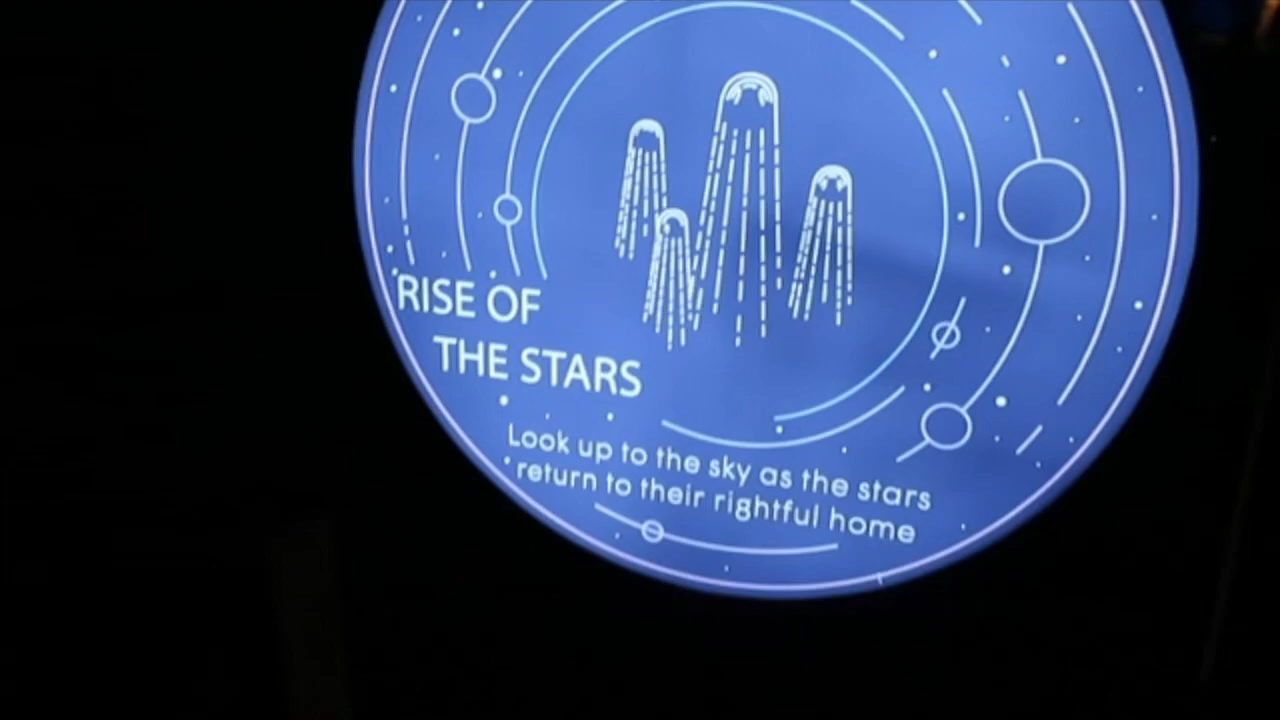 RISE OF
THE STARS
Look up to the sky as the stars
return to their rightful home